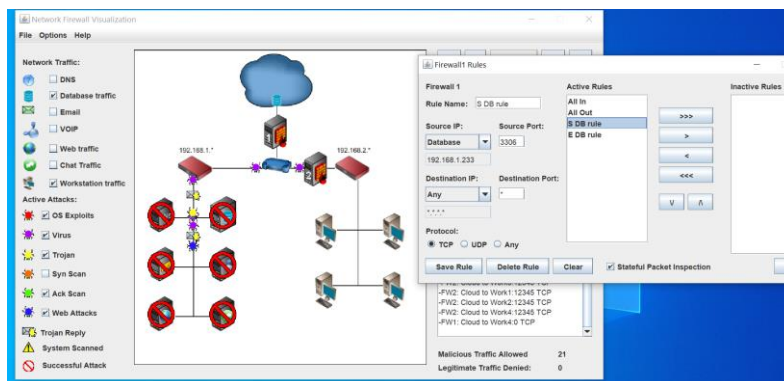 Network Firewall Visualization
File Options Help
Network Traffic:
DNS
Database traffic
Email
VOIP
Web traffic
Chat Traffic
Workstation traffic
Active Attacks:
OS Exploits
Virus
Trojan
Syn Scan
Ack Scan
Web Attacks
Trojan Reply
System Scanned
Successful Attack
192.168.1.*
192.168.2.*
Firewall1 Rules
Firewall 1
Rule Name: S DB rule
Source IP: Source Port:
Database 3306
192.168.1.233
Destination IP: Destination Port:
Any *
*.*.*.*
Protocol:
TCP UDP Any
Save Rule Delete Rule Clear
Active Rules
All In
All Out
S DB rule
E DB rule
>>>
>
<
<<<
V Λ
Inactive Rules
Stateful Packet Inspection
-FW2: Cloud to Work1:12345 TCP
-FW2: Cloud to Work2:12345 TCP
-FW2: Cloud to Work4:12345 TCP
-FW1: Cloud to Work4:0 TCP
Malicious Traffic Allowed 21
Legitimate Traffic Denied: 0